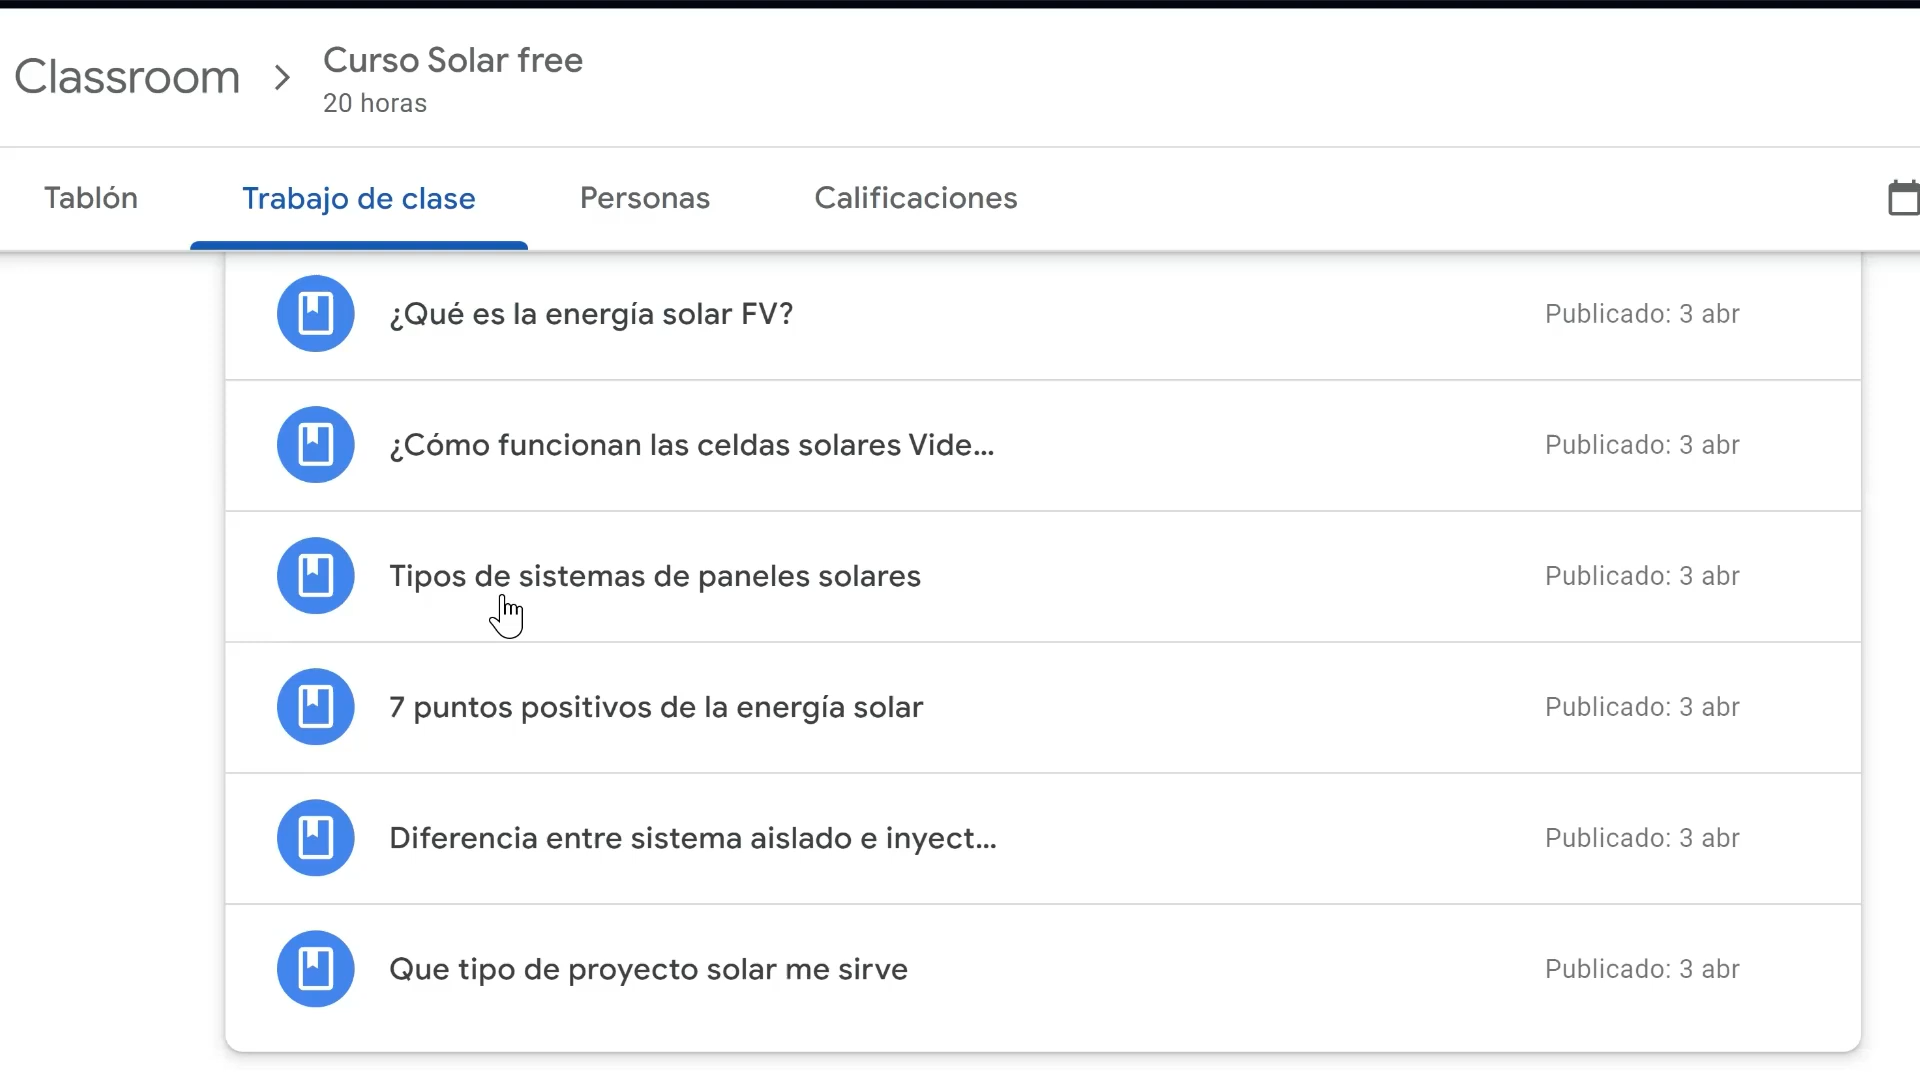 Classroom
Curso Solar free
20 horas
Tablón
Trabajo de clase
Personas
Calificaciones
¿Qué es la energía solar FV?
Publicado: 3 abr
¿Cómo funcionan las celdas solares Vide...
Publicado: 3 abr
Tipos de sistemas de paneles solares
Publicado: 3 abr
7 puntos positivos de la energía solar
Publicado: 3 abr
Diferencia entre sistema aislado e inyect...
Publicado: 3 abr
Que tipo de proyecto solar me sirve
Publicado: 3 abr